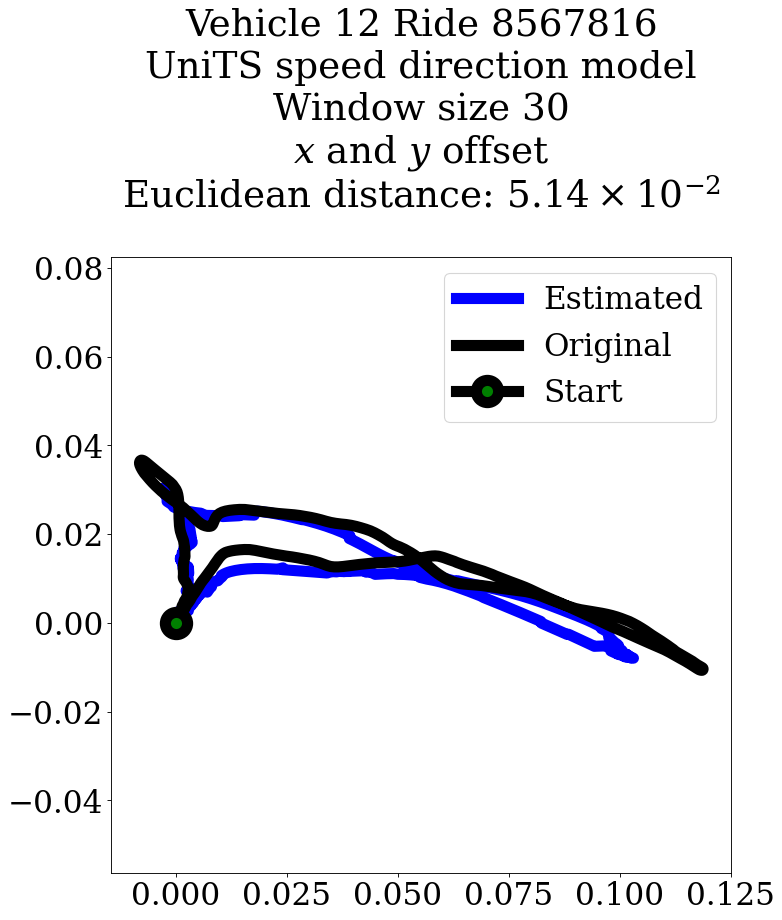 Vehicle 12 Ride 8567816
UniTS speed direction model
Window size 30
x and y offset
Euclidean distance: 5.14 × 10⁻²
0.08
0.06
0.04
0.02
0.00
−0.02
−0.04
Estimated
Original
Start
0.000 0.025 0.050 0.075 0.100 0.125